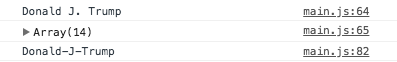 Donald J. Trump main.js:64
▶Array(14) main.js:65
Donald-J-Trump main.js:82